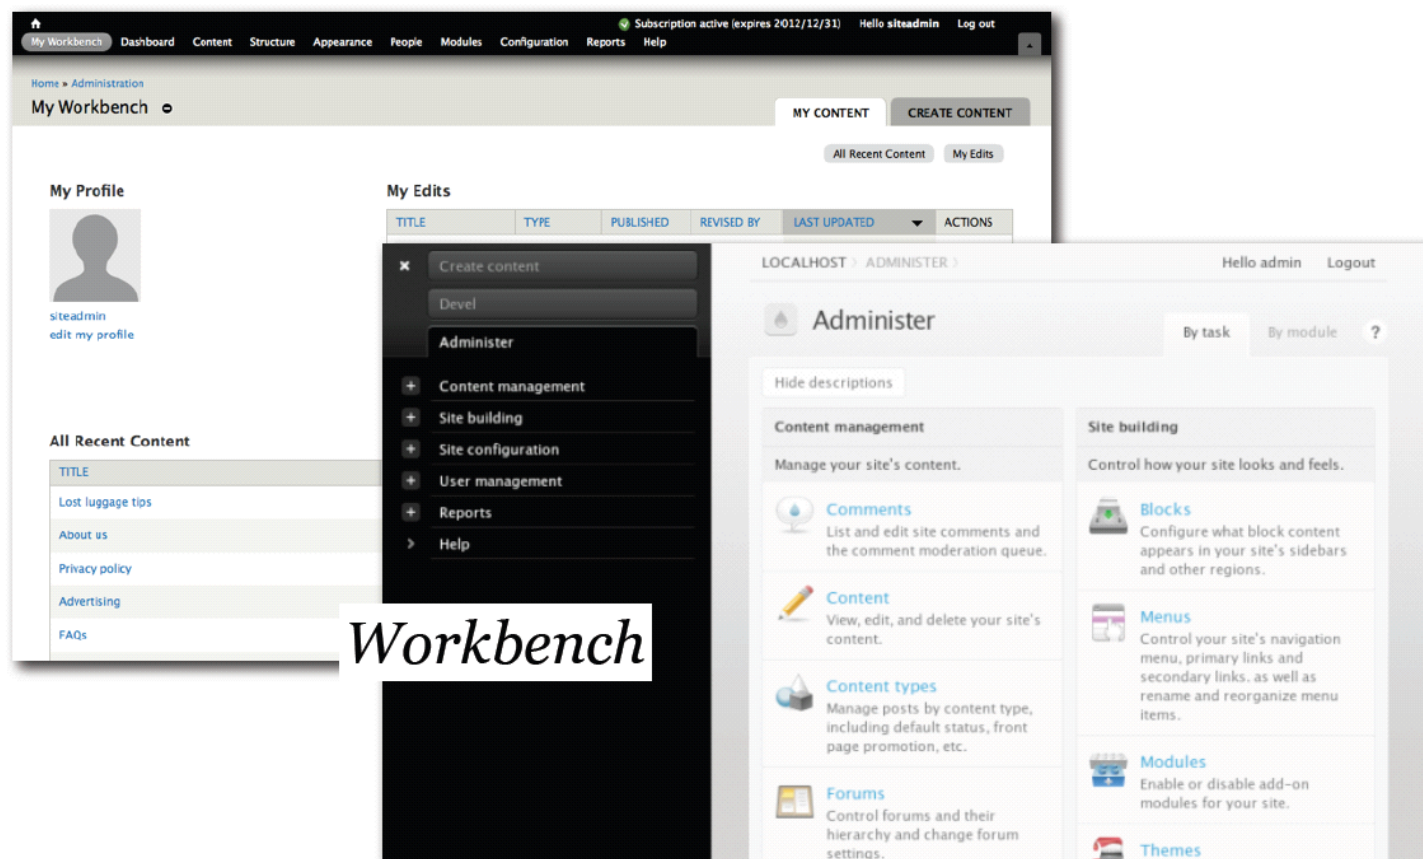 Subscription active (expires 2012/12/31) Hello siteadmin Log out
My Workbench Dashboard Content Structure Appearance People Modules Configuration Reports Help
Home » Administration
My Workbench
MY CONTENT CREATE CONTENT
All Recent Content My Edits
My Profile
siteadmin
edit my profile
My Edits
TITLE TYPE PUBLISHED REVISED BY LAST UPDATED ACTIONS
All Recent Content
TITLE
Lost luggage tips
About us
Privacy policy
Advertising
FAQs
Workbench
Create content
Devel
Administer
Content management
Site building
Site configuration
User management
Reports
Help
LOCALHOST › ADMINISTER ›
Hello admin Logout
Administer
By task By module ?
Hide descriptions
Content management
Manage your site's content.
Comments
List and edit site comments and
the comment moderation queue.
Content
View, edit, and delete your site's
content.
Content types
Manage posts by content type,
including default status, front
page promotion, etc.
Forums
Control forums and their
hierarchy and change forum
settings.
Site building
Control how your site looks and feels.
Blocks
Configure what block content
appears in your site's sidebars
and other regions.
Menus
Control your site's navigation
menu, primary links and
secondary links. as well as
rename and reorganize menu
items.
Modules
Enable or disable add-on
modules for your site.
Themes